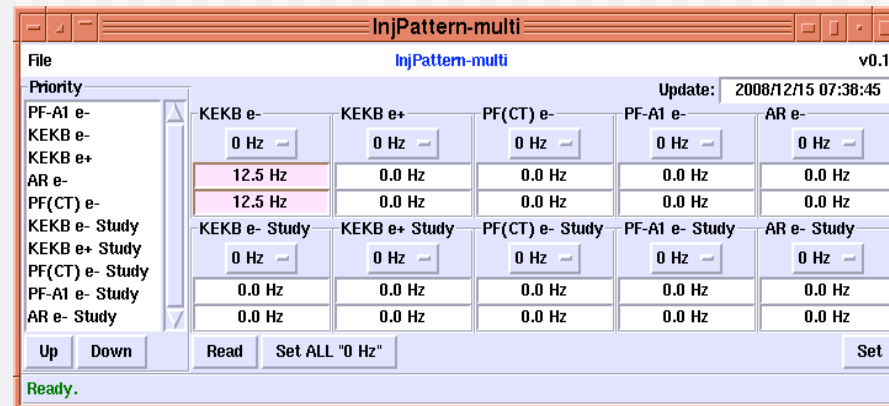 InjPattern-multi
File InjPattern-multi v0.1
Priority
Update: 2008/12/15 07:38:45
PF-A1 e-
KEKB e-
KEKB e+
AR e-
PF(CT) e-
KEKB e- Study
KEKB e+ Study
PF(CT) e- Study
PF-A1 e- Study
AR e- Study
KEKB e- KEKB e+ PF(CT) e- PF-A1 e- AR e-
0 Hz 0 Hz 0 Hz 0 Hz 0 Hz
12.5 Hz 0.0 Hz 0.0 Hz 0.0 Hz 0.0 Hz
12.5 Hz 0.0 Hz 0.0 Hz 0.0 Hz 0.0 Hz
KEKB e- Study KEKB e+ Study PF(CT) e- Study PF-A1 e- Study AR e- Study
0 Hz 0 Hz 0 Hz 0 Hz 0 Hz
0.0 Hz 0.0 Hz 0.0 Hz 0.0 Hz 0.0 Hz
0.0 Hz 0.0 Hz 0.0 Hz 0.0 Hz 0.0 Hz
Up Down Read Set ALL "0 Hz" Set
Ready.